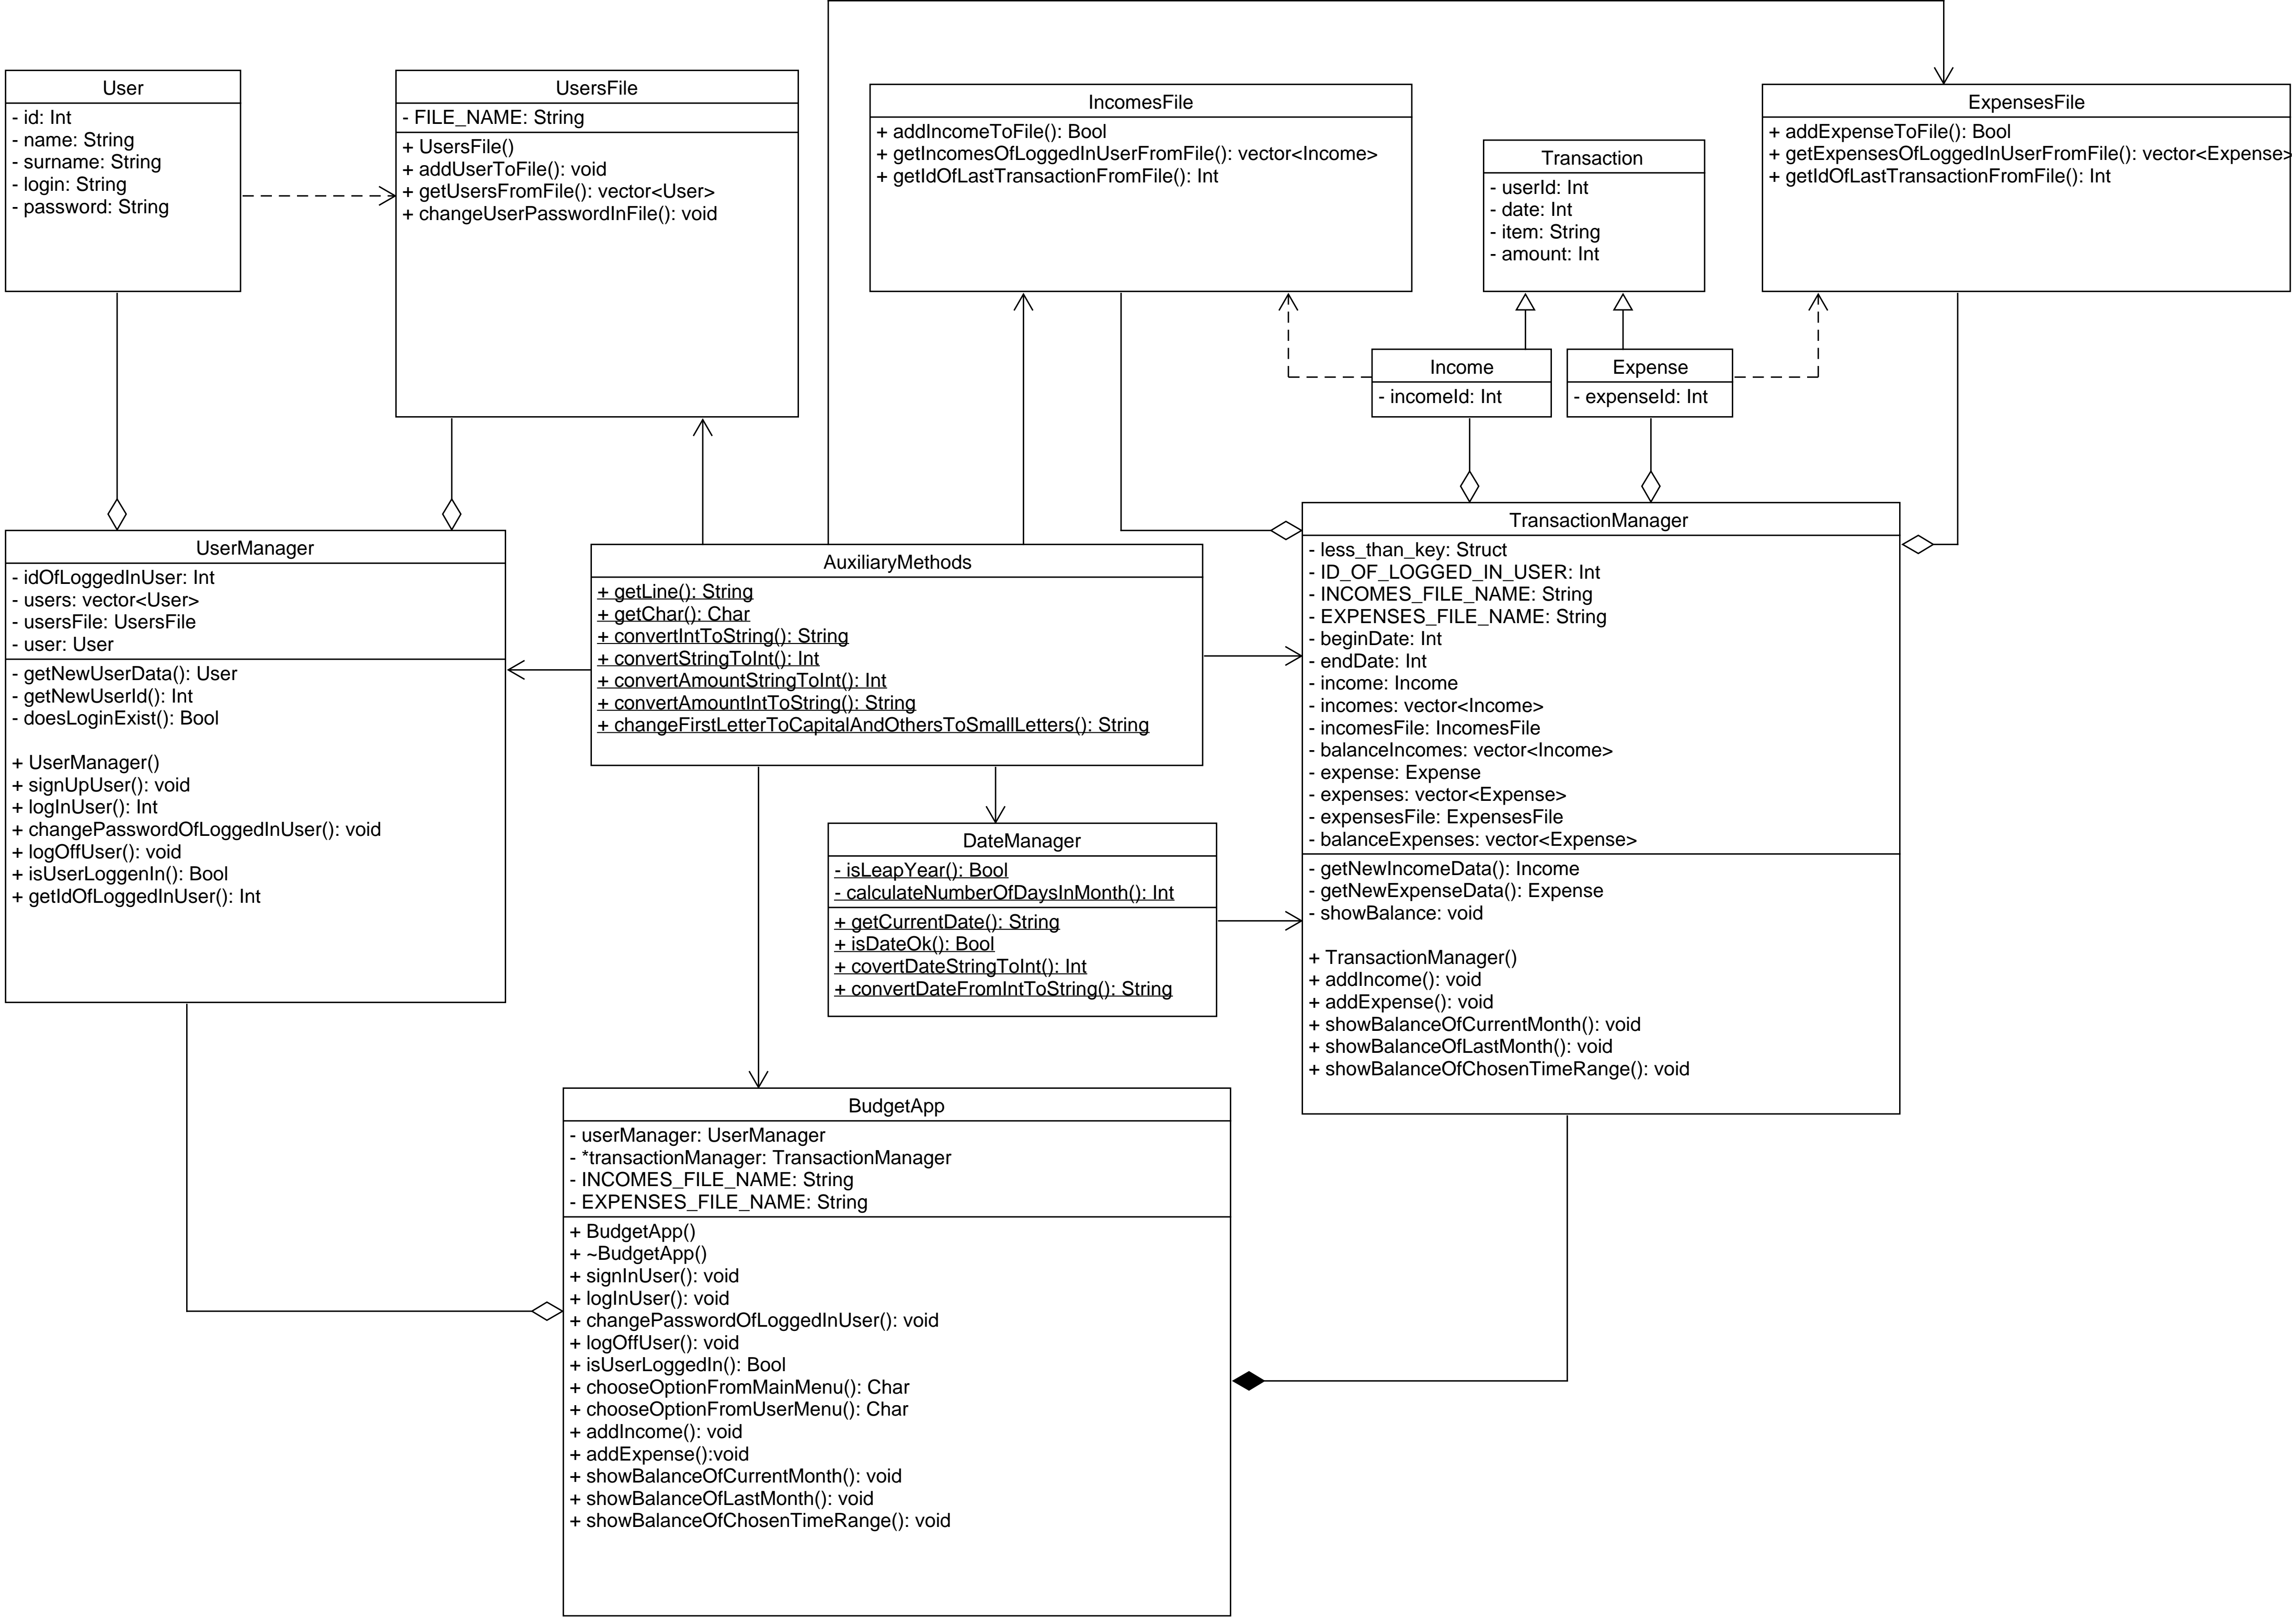 User
- id: Int
- name: String
- surname: String
- login: String
- password: String
UsersFile
- FILE_NAME: String
+ UsersFile()
+ addUserToFile(): void
+ getUsersFromFile(): vector<User>
+ changeUserPasswordInFile(): void
IncomesFile
+ addIncomeToFile(): Bool
+ getIncomesOfLoggedInUserFromFile(): vector<Income>
+ getIdOfLastTransactionFromFile(): Int
Transaction
- userId: Int
- date: Int
- item: String
- amount: Int
ExpensesFile
+ addExpenseToFile(): Bool
+ getExpensesOfLoggedInUserFromFile(): vector<Expense>
+ getIdOfLastTransactionFromFile(): Int
Income
- incomeId: Int
Expense
- expenseId: Int
UserManager
- idOfLoggedInUser: Int
- users: vector<User>
- usersFile: UsersFile
- user: User
- getNewUserData(): User
- getNewUserId(): Int
- doesLoginExist(): Bool
+ UserManager()
+ signUpUser(): void
+ logInUser(): Int
+ changePasswordOfLoggedInUser(): void
+ logOffUser(): void
+ isUserLoggenIn(): Bool
+ getIdOfLoggedInUser(): Int
AuxiliaryMethods
+ getLine(): String
+ getChar(): Char
+ convertIntToString(): String
+ convertStringToInt(): Int
+ convertAmountStringToInt(): Int
+ convertAmountIntToString(): String
+ changeFirstLetterToCapitalAndOthersToSmallLetters(): String
TransactionManager
- less_than_key: Struct
- ID_OF_LOGGED_IN_USER: Int
- INCOMES_FILE_NAME: String
- EXPENSES_FILE_NAME: String
- beginDate: Int
- endDate: Int
- income: Income
- incomes: vector<Income>
- incomesFile: IncomesFile
- balanceIncomes: vector<Income>
- expense: Expense
- expenses: vector<Expense>
- expensesFile: ExpensesFile
- balanceExpenses: vector<Expense>
- getNewIncomeData(): Income
- getNewExpenseData(): Expense
- showBalance: void
+ TransactionManager()
+ addIncome(): void
+ addExpense(): void
+ showBalanceOfCurrentMonth(): void
+ showBalanceOfLastMonth(): void
+ showBalanceOfChosenTimeRange(): void
DateManager
- isLeapYear(): Bool
- calculateNumberOfDaysInMonth(): Int
+ getCurrentDate(): String
+ isDateOk(): Bool
+ covertDateStringToInt(): Int
+ convertDateFromIntToString(): String
BudgetApp
- userManager: UserManager
- *transactionManager: TransactionManager
- INCOMES_FILE_NAME: String
- EXPENSES_FILE_NAME: String
+ BudgetApp()
+ ~BudgetApp()
+ signInUser(): void
+ logInUser(): void
+ changePasswordOfLoggedInUser(): void
+ logOffUser(): void
+ isUserLoggedIn(): Bool
+ chooseOptionFromMainMenu(): Char
+ chooseOptionFromUserMenu(): Char
+ addIncome(): void
+ addExpense():void
+ showBalanceOfCurrentMonth(): void
+ showBalanceOfLastMonth(): void
+ showBalanceOfChosenTimeRange(): void